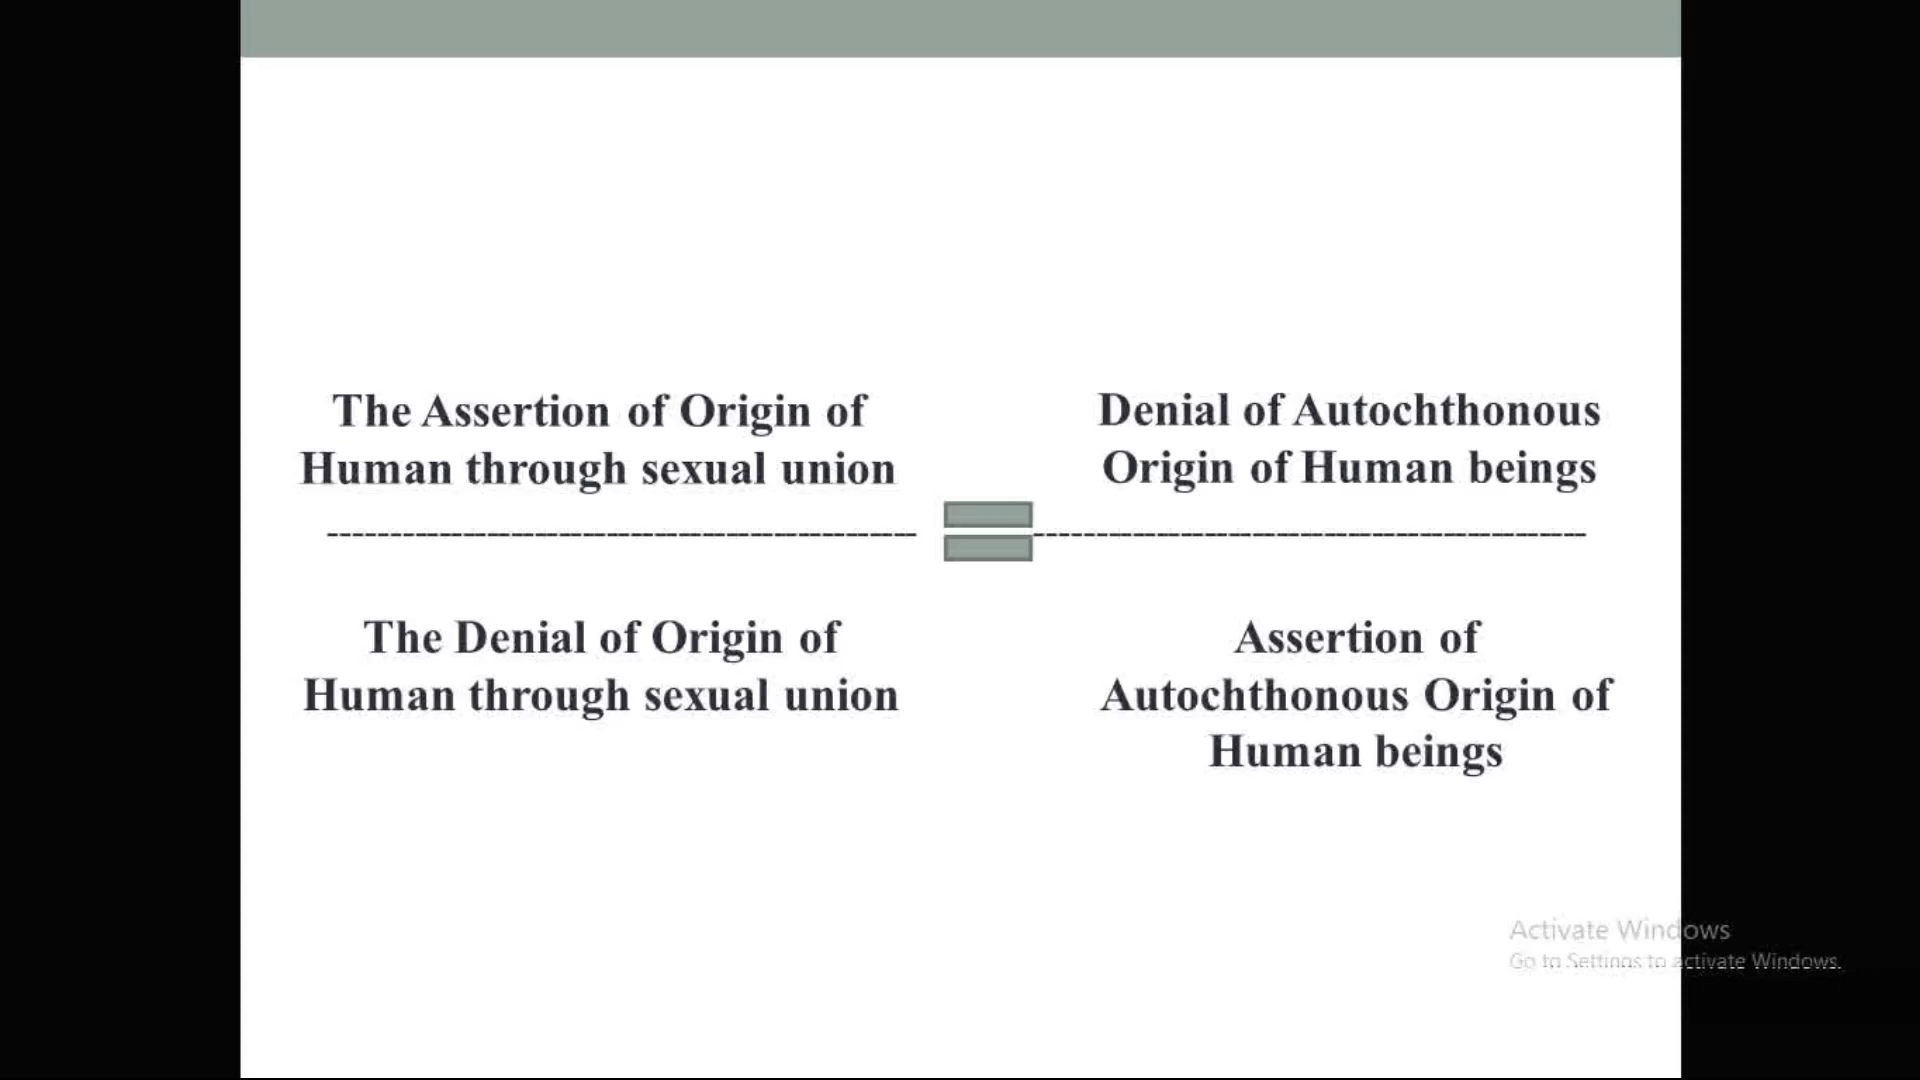 The Assertion of Origin of
Human through sexual union
Denial of Autochthonous
Origin of Human beings
The Denial of Origin of
Human through sexual union
Assertion of
Autochthonous Origin of
Human beings
Activate Windows
Go to Settings to activate Windows.